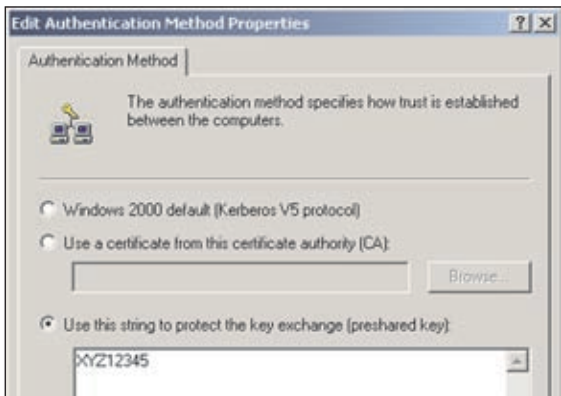 Edit Authentication Method Properties
Authentication Method
The authentication method specifies how trust is established
between the computers.
Windows 2000 default (Kerberos V5 protocol)
Use a certificate from this certificate authority (CA):
Browse...
Use this string to protect the key exchange (preshared key):
XYZ12345